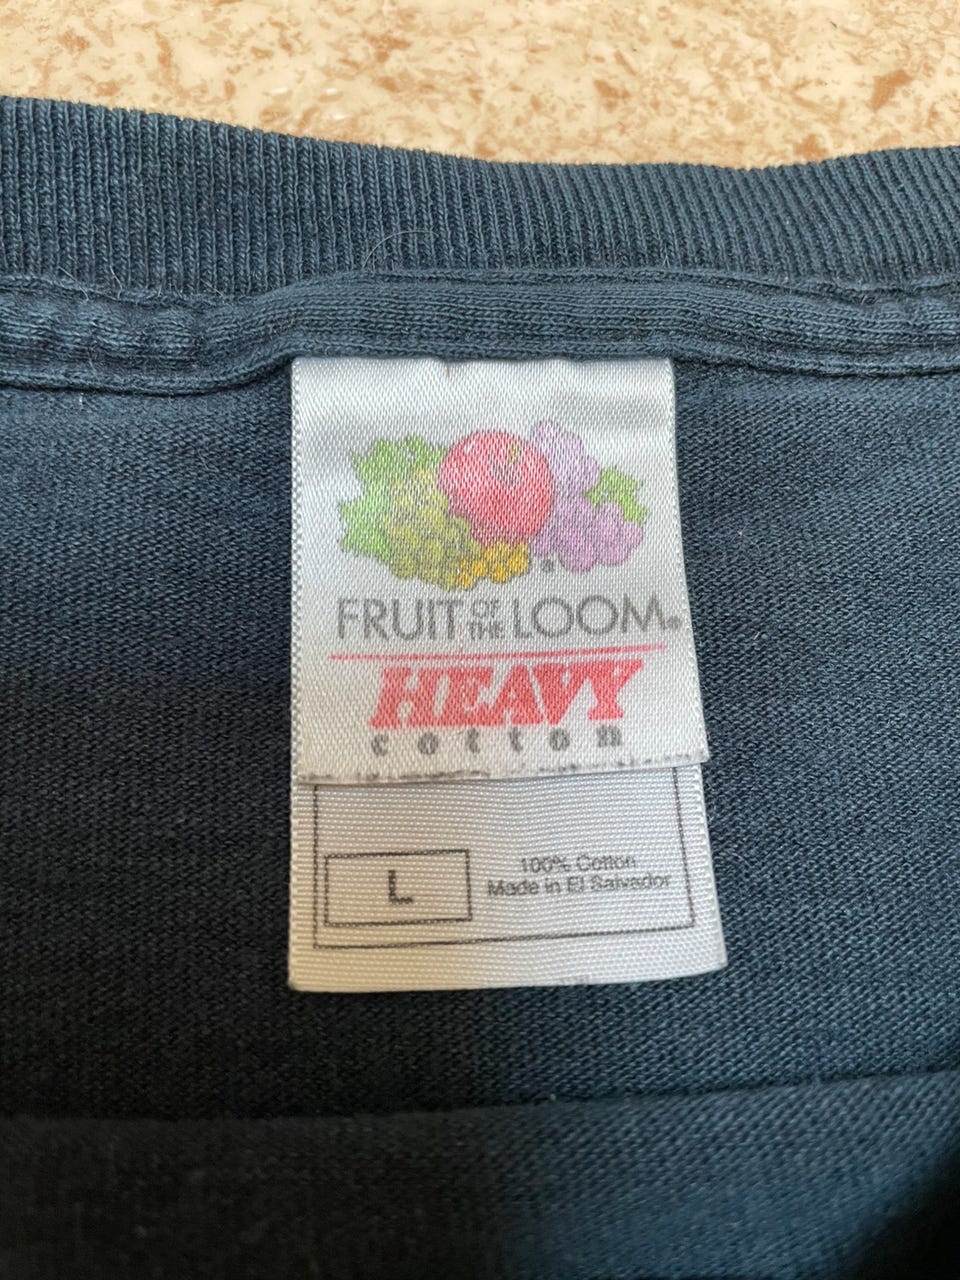 FRUIT OF THE LOOM®
HEAVY
cotton
L
100% Cotton
Made in El Salvador